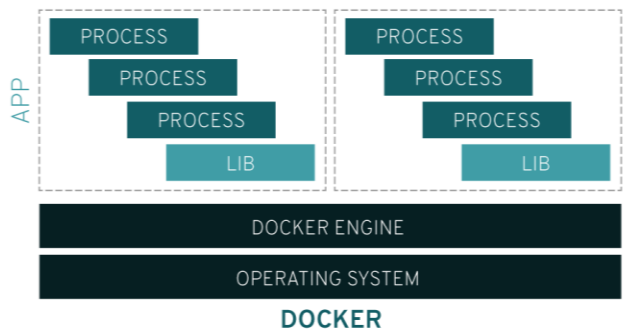 APP
PROCESS
PROCESS
PROCESS
LIB
PROCESS
PROCESS
PROCESS
LIB
DOCKER ENGINE
OPERATING SYSTEM
DOCKER